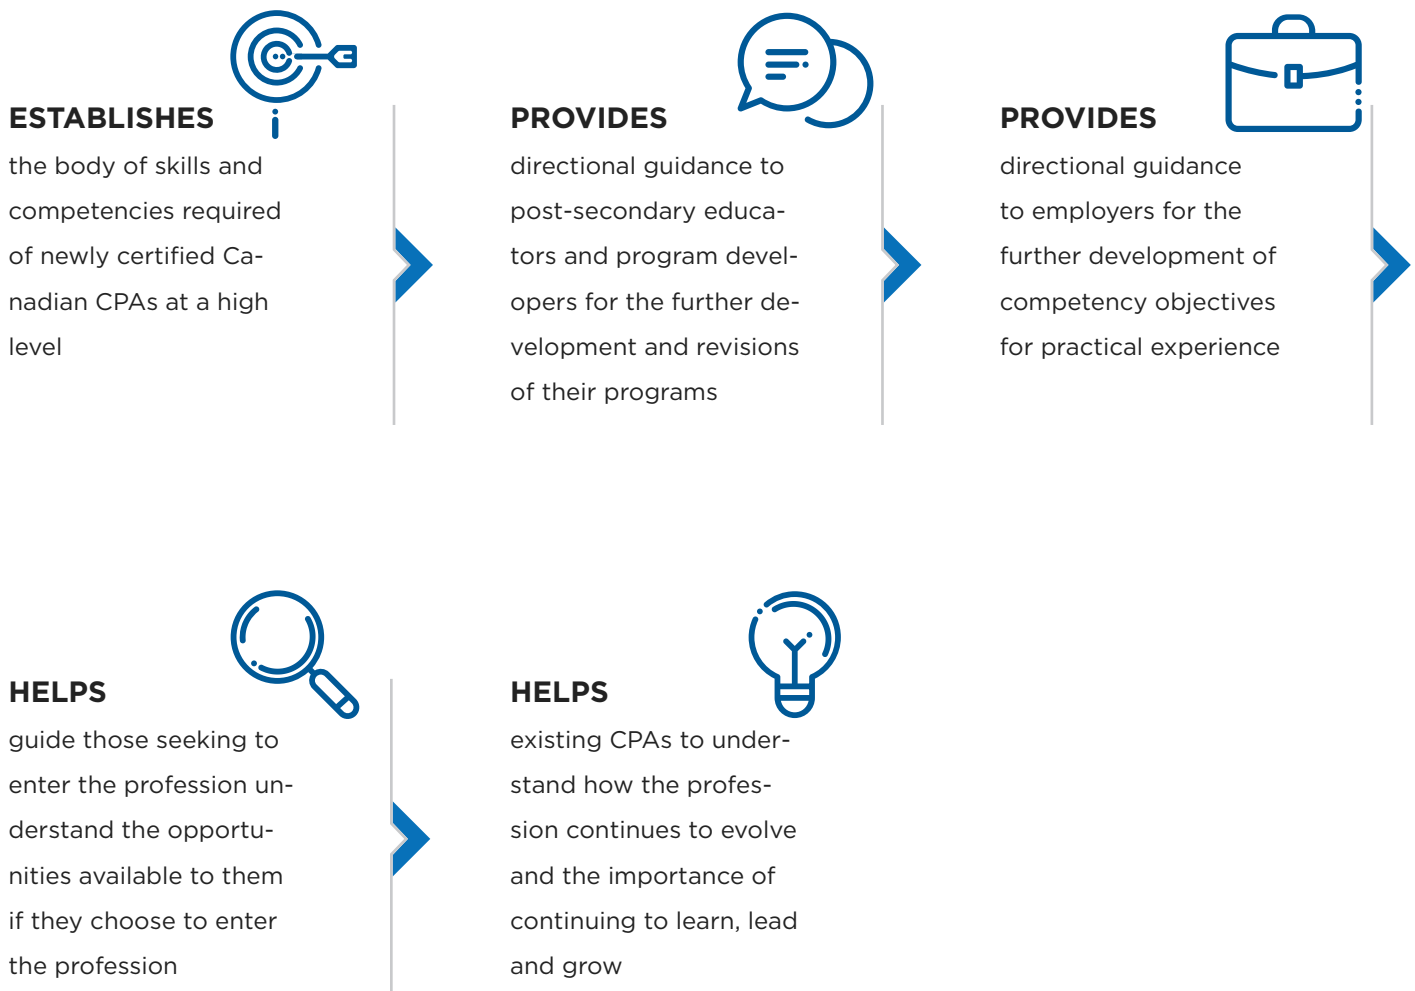 ESTABLISHES
the body of skills and
competencies required
of newly certified Ca-
nadian CPAs at a high
level
PROVIDES
directional guidance to
post-secondary educa-
tors and program devel-
opers for the further de-
velopment and revisions
of their programs
PROVIDES
directional guidance
to employers for the
further development of
competency objectives
for practical experience
HELPS
guide those seeking to
enter the profession un-
derstand the opportu-
nities available to them
if they choose to enter
the profession
HELPS
existing CPAs to under-
stand how the profes-
sion continues to evolve
and the importance of
continuing to learn, lead
and grow